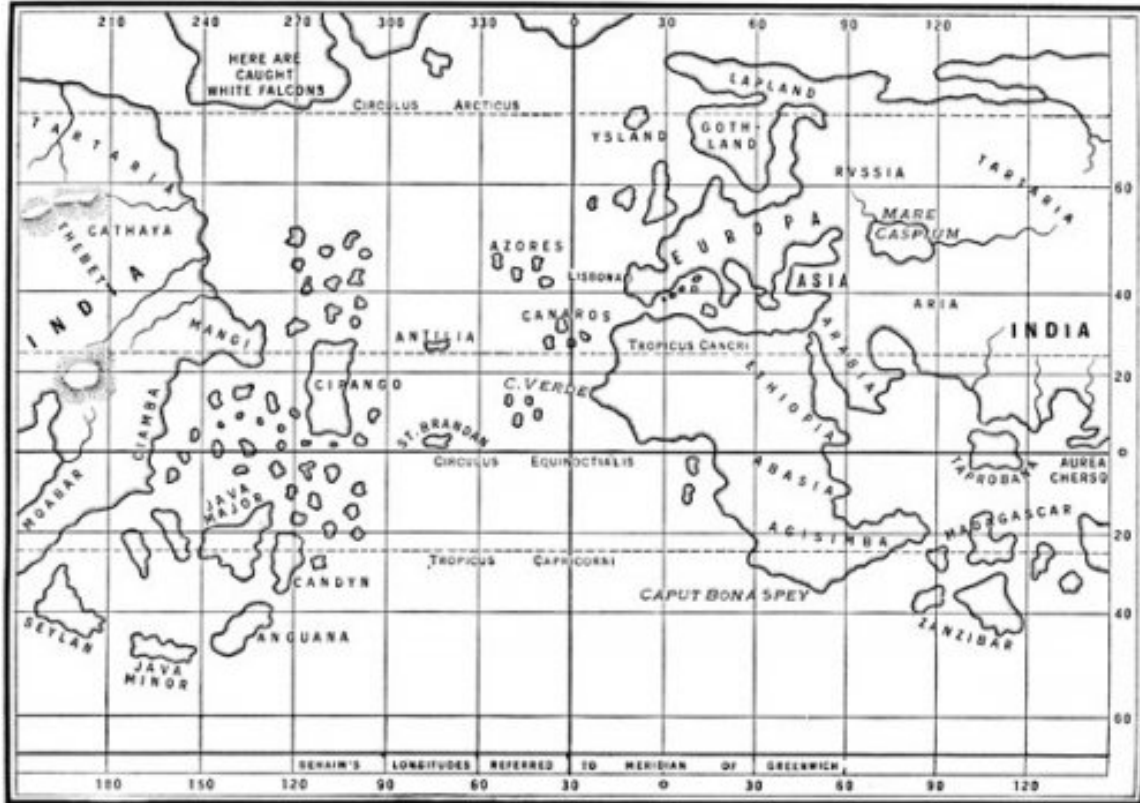 210 240 270 300 330 0 30 60 90 120
HERE ARE
CAUGHT
WHITE FALCONS
CIRCULUS ARCTICUS
LAPLAND
YSLAND
GOTH-
LAND
TARTARIA
RVSSIA
TARTARIA
60
CATHAYA
THEBET
MARE
CASPIUM
EUROPA
AZORES
LISBONA
ASIA
INDIA
40
MANGI
CANAROS
ARIA
ANTILIA
TROPICUS CANCRI
ARABIA
INDIA
20
CIPANGO
C. VERDE
ETHIOPIA
CIAMBA
ST. BRANDAN
0
CIRCULUS EQUINOCTIALIS
TAPROBANA
AUREA
CHERSO
MOABAR
ABASIA
JAVA
MAJOR
AGISIMBA
MADAGASCAR
20
TROPICUS CAPRICORNI
CANDYN
CAPUT BONA SPEY
40
SEYLAN
ANGUANA
ZANZIBAR
JAVA
MINOR
60
BEHAIM'S LONGITUDES REFERRED TO MERIDIAN OF GREENWICH
180 150 120 90 60 30 0 30 60 90 120